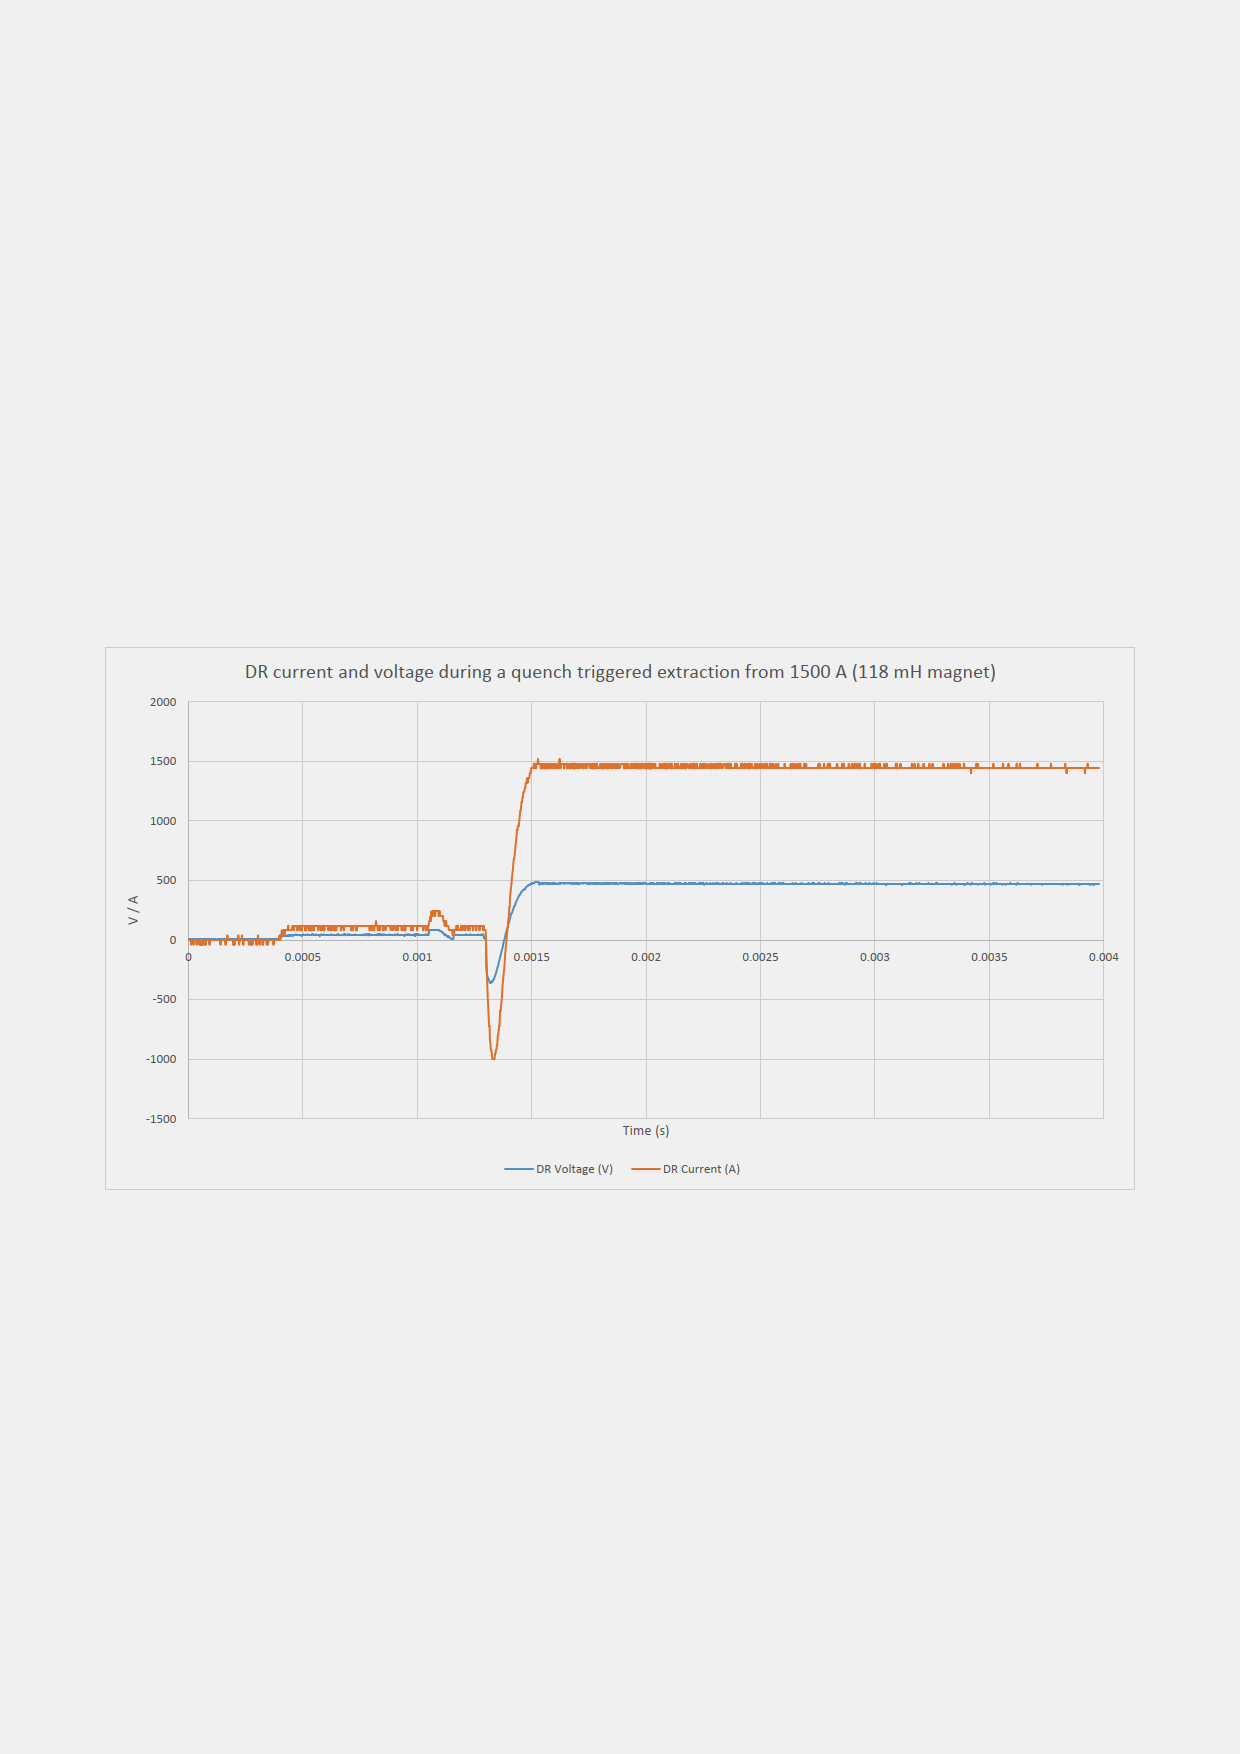 DR current and voltage during a quench triggered extraction from 1500 A (118 mH magnet)
2000
1500
1000
500
0
-500
-1000
-1500
V / A
0 0.0005 0.001 0.0015 0.002 0.0025 0.003 0.0035 0.004
Time (s)
DR Voltage (V) DR Current (A)